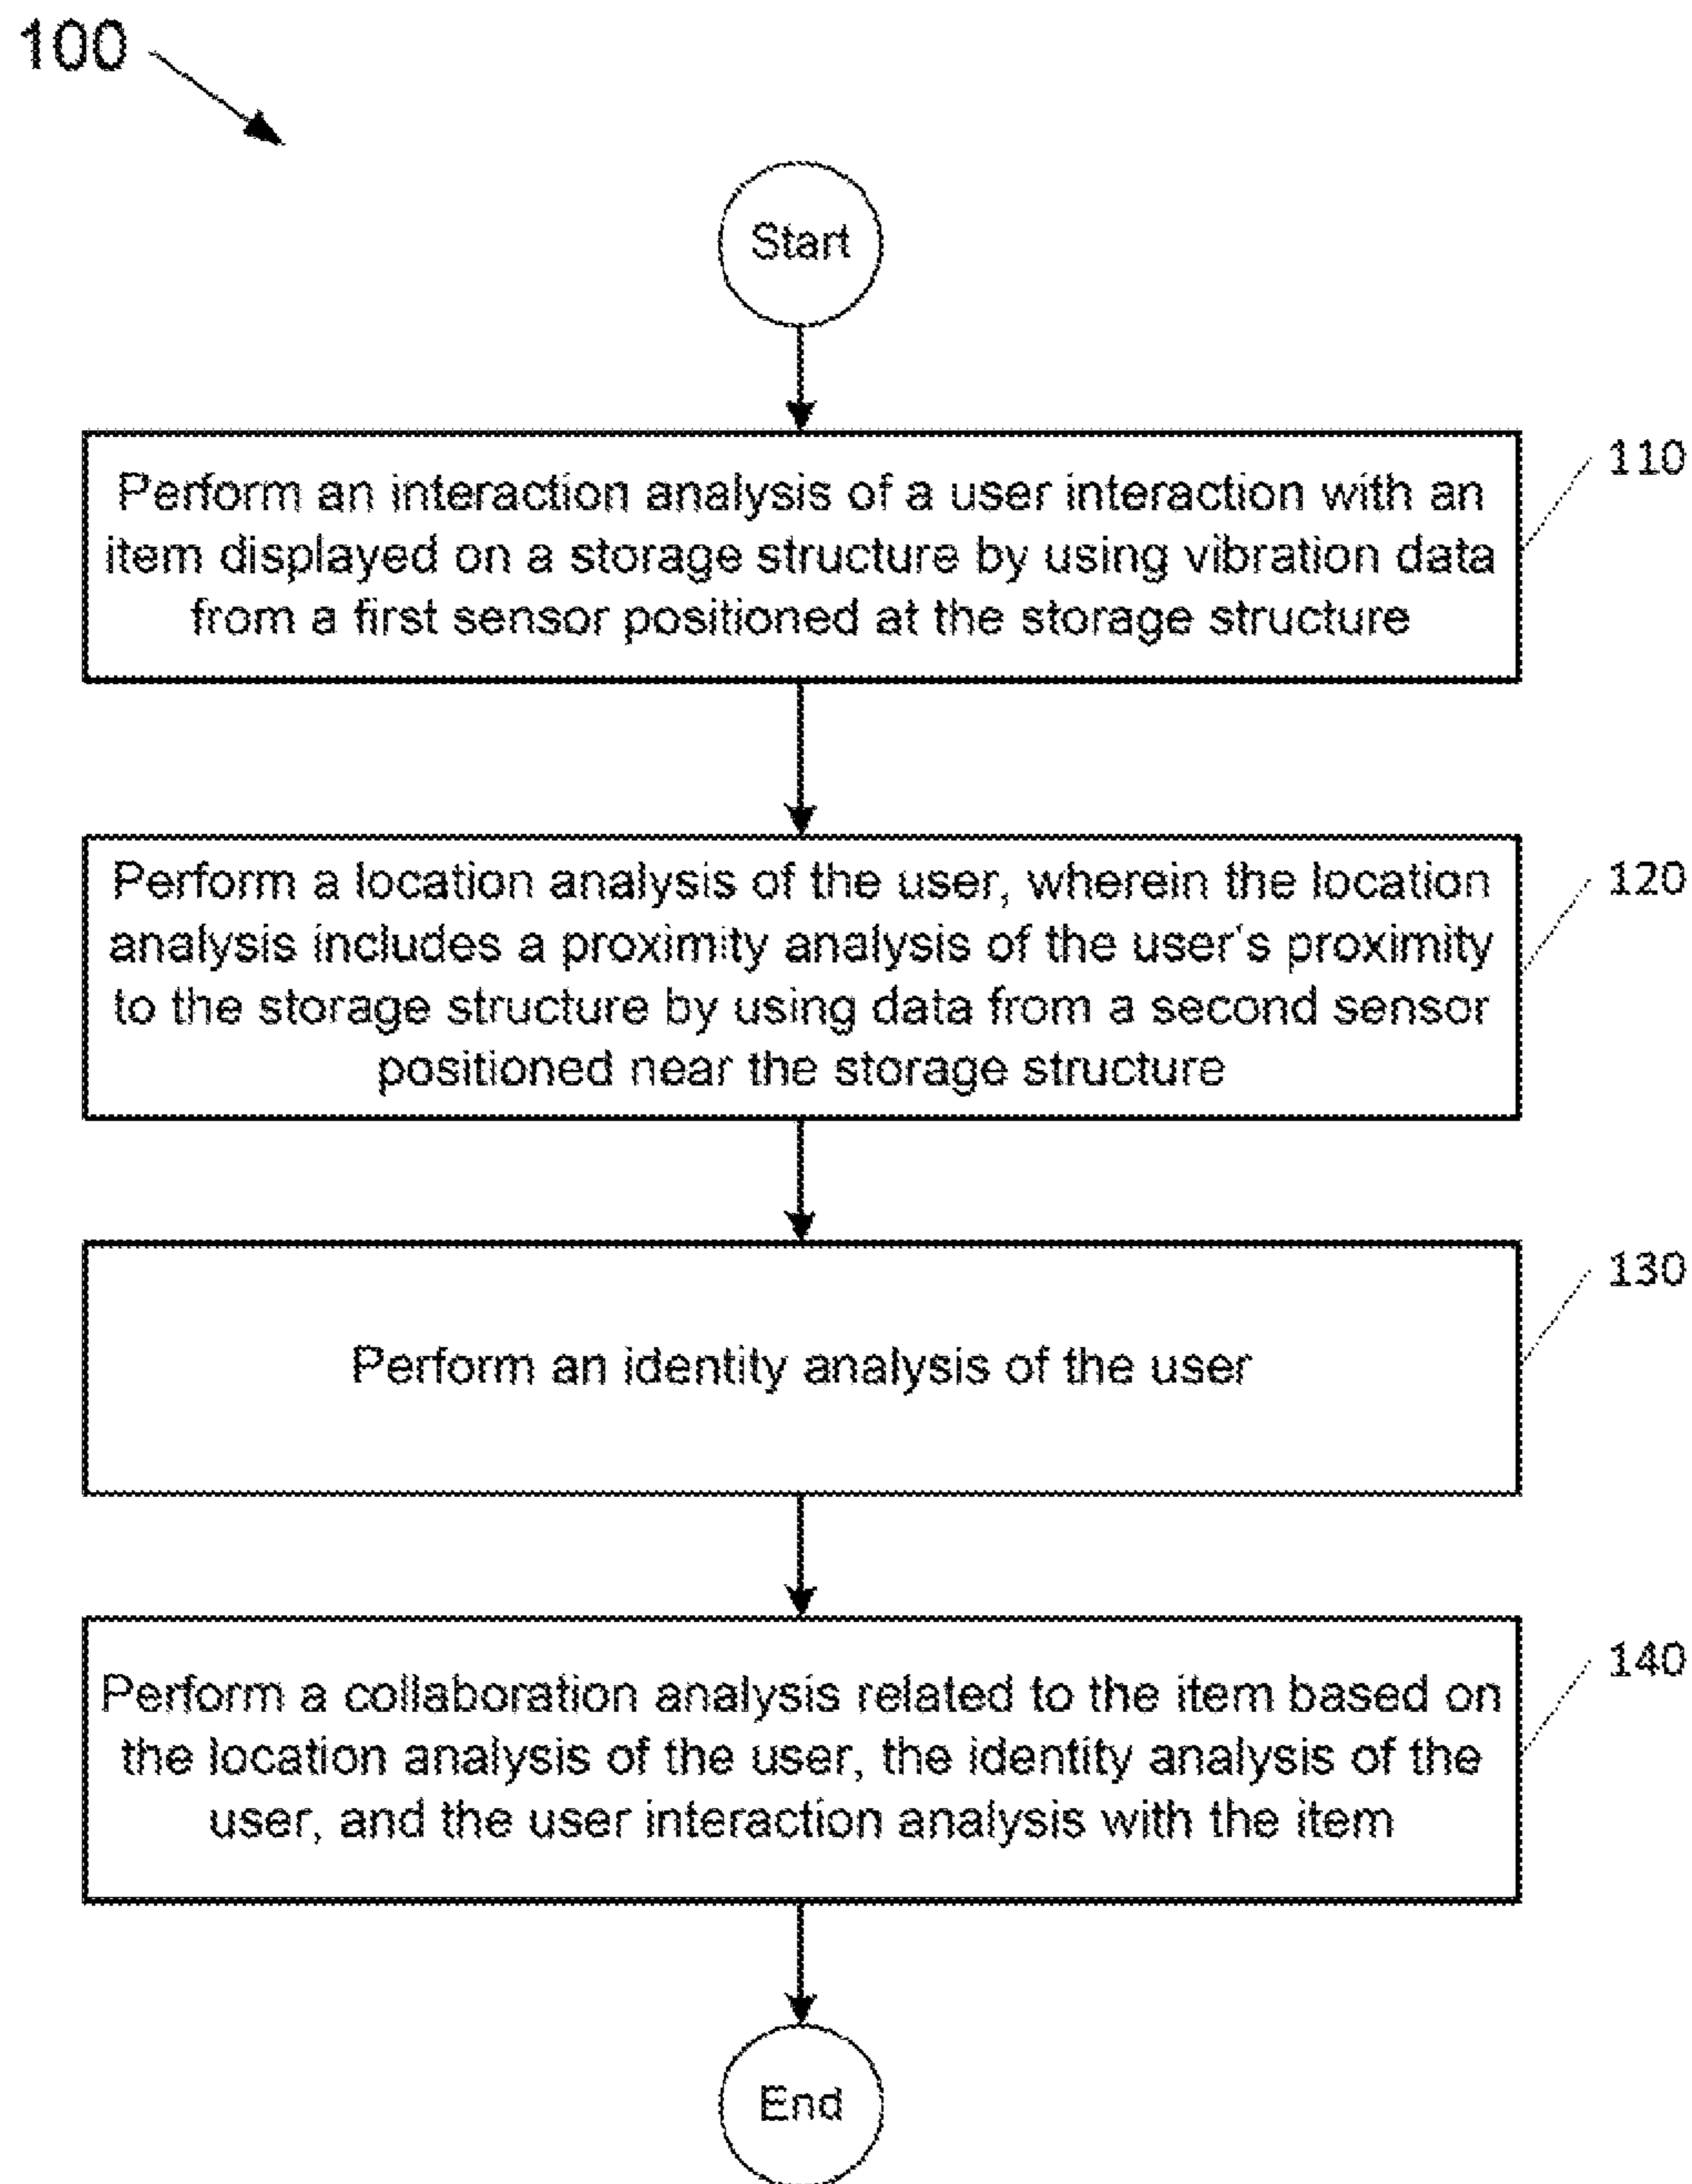 100
Start
Perform an interaction analysis of a user interaction with an
item displayed on a storage structure by using vibration data
from a first sensor positioned at the storage structure
110
Perform a location analysis of the user, wherein the location
analysis includes a proximity analysis of the user's proximity
to the storage structure by using data from a second sensor
positioned near the storage structure
120
Perform an identity analysis of the user
130
Perform a collaboration analysis related to the item based on
the location analysis of the user, the identity analysis of the
user, and the user interaction analysis with the item
140
End